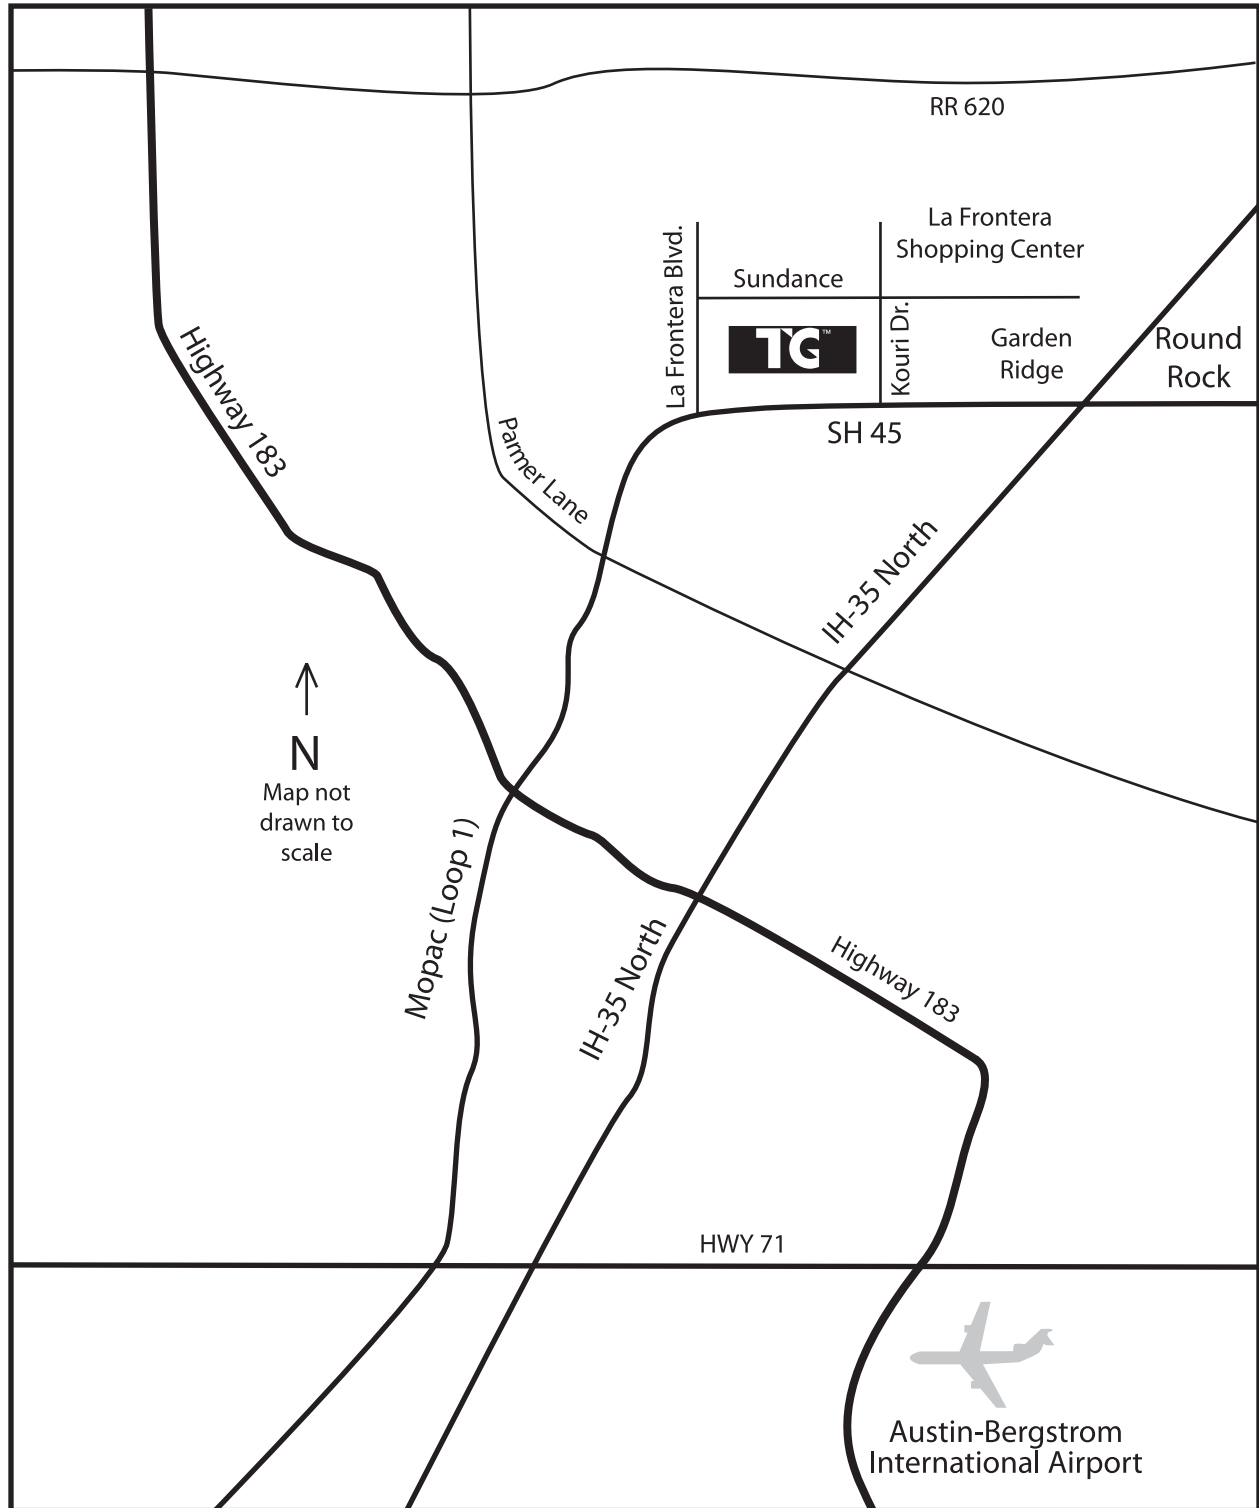 RR 620
La Frontera
Shopping Center
La Frontera Blvd.
Sundance
TG™
Kouri Dr.
Garden
Ridge
Round
Rock
Highway 183
SH 45
Parmer Lane
IH-35 North
N
Map not
drawn to
scale
Mopac (Loop 1)
IH-35 North
Highway 183
HWY 71
Austin-Bergstrom
International Airport